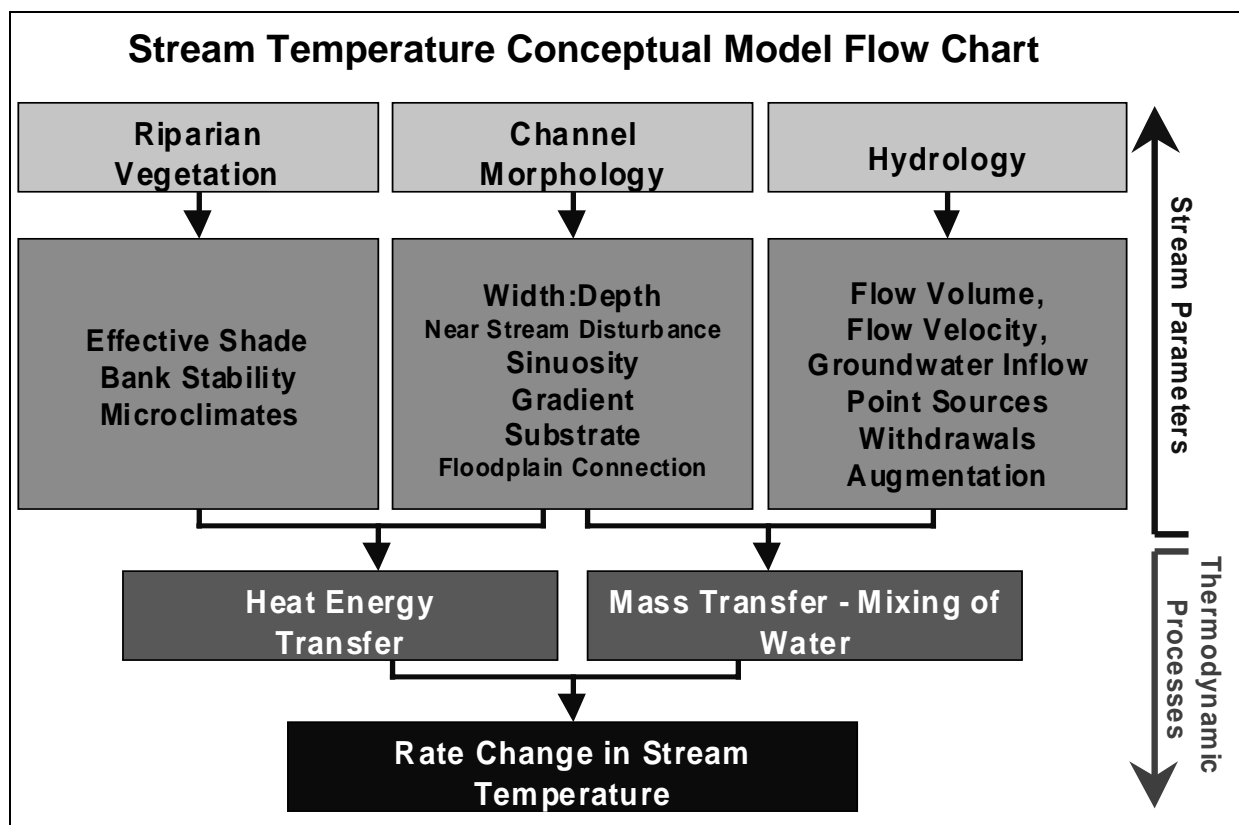 Stream Temperature Conceptual Model Flow Chart
Riparian
Vegetation
Channel
Morphology
Hydrology
Effective Shade
Bank Stability
Microclimates
Width:Depth
Near Stream Disturbance
Sinuosity
Gradient
Substrate
Floodplain Connection
Flow Volume,
Flow Velocity,
Groundwater Inflow
Point Sources
Withdrawals
Augmentation
Stream Parameters
Heat Energy
Transfer
Mass Transfer - Mixing of
Water
Rate Change in Stream
Temperature
Thermodynamic
Processes